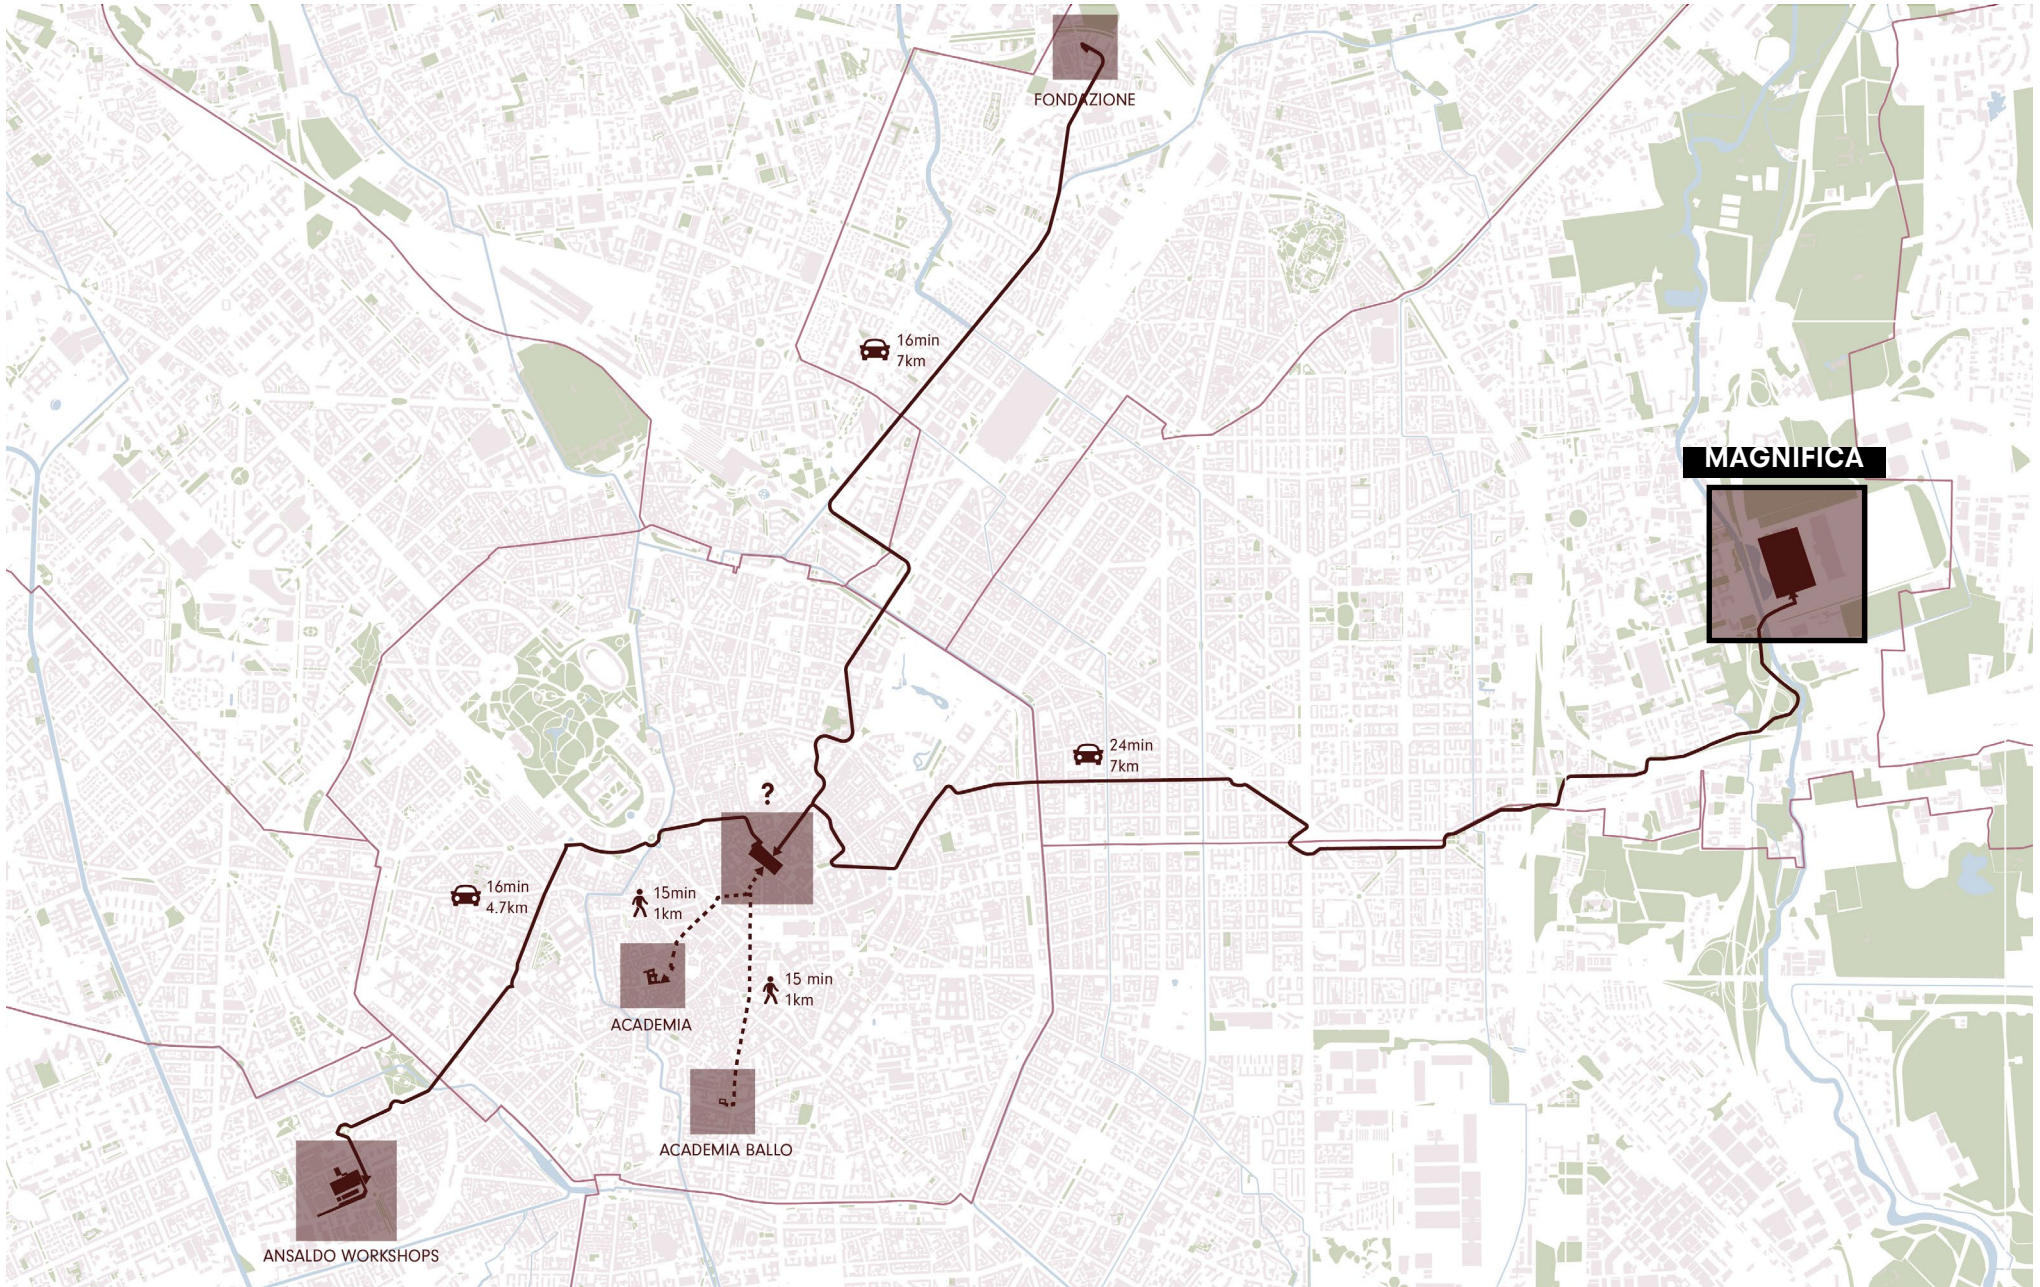 FONDAZIONE
16min
7km
MAGNIFICA
24min
7km
?
16min
4.7km
15min
1km
15 min
1km
ACADEMIA
ACADEMIA BALLO
ANSALDO WORKSHOPS